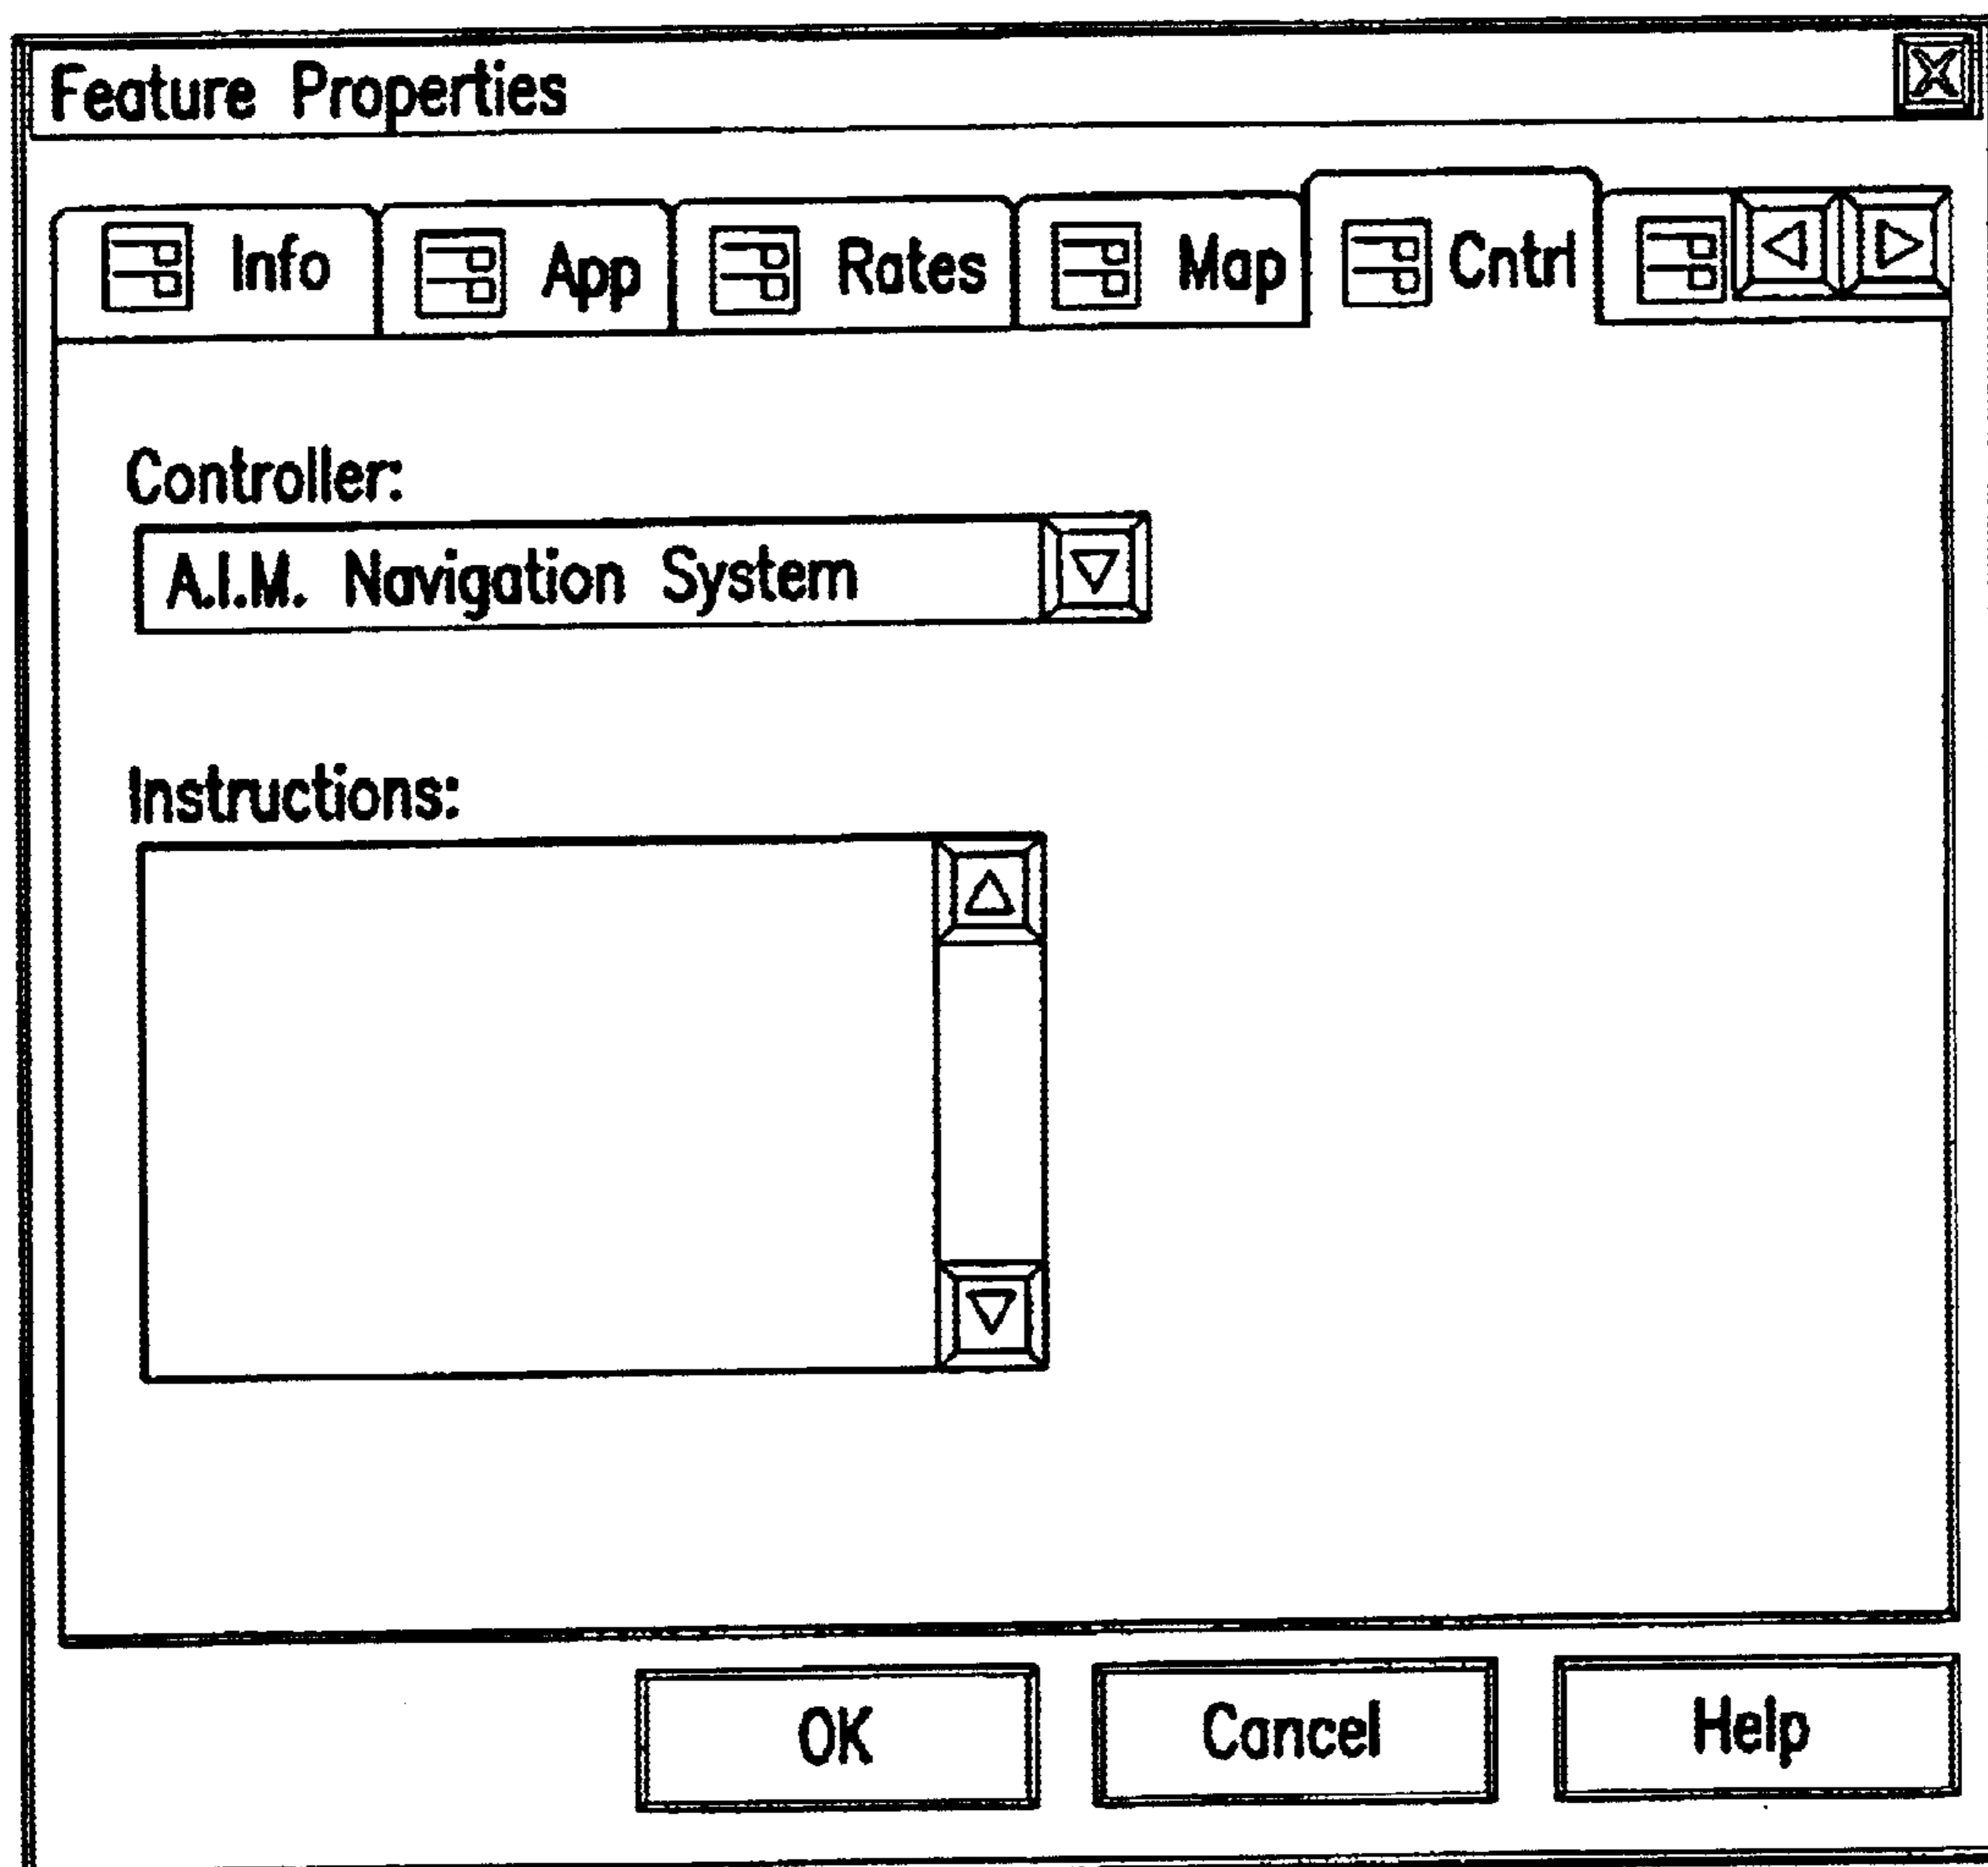 Feature Properties
Info App Rates Map Cntrl
Controller:
A.I.M. Navigation System
Instructions:
OK Cancel Help